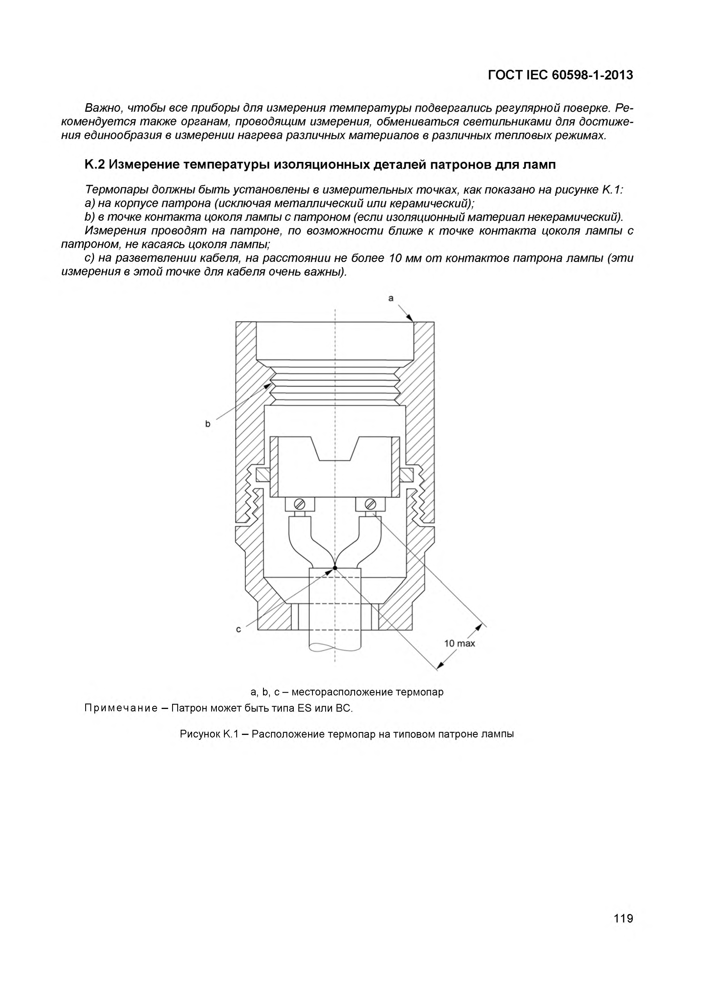 ГОСТ IEC 60598-1-2013
Важно, чтобы все приборы для измерения температуры подвергались регулярной поверке. Ре-
комендуется также органам, проводящим измерения, обмениваться светильниками для достиже-
ния единообразия в измерении нагрева различных материалов в различных тепловых режимах.
К.2 Измерение температуры изоляционных деталей патронов для ламп
Термопары должны быть установлены в измерительных точках, как показано на рисунке К.1:
a) на корпусе патрона (исключая металлический или керамический);
b) в точке контакта цоколя лампы с патроном (если изоляционный материал некерамический).
Измерения проводят на патроне, по возможности ближе к точке контакта цоколя лампы с
патроном, не касаясь цоколя лампы;
c) на разветвлении кабеля, на расстоянии не более 10 мм от контактов патрона лампы (эти
измерения в этой точке для кабеля очень важны).
a
b
c
10 max
a, b, c – месторасположение термопар
Примечание – Патрон может быть типа ES или BC.
Рисунок К.1 – Расположение термопар на типовом патроне лампы
119